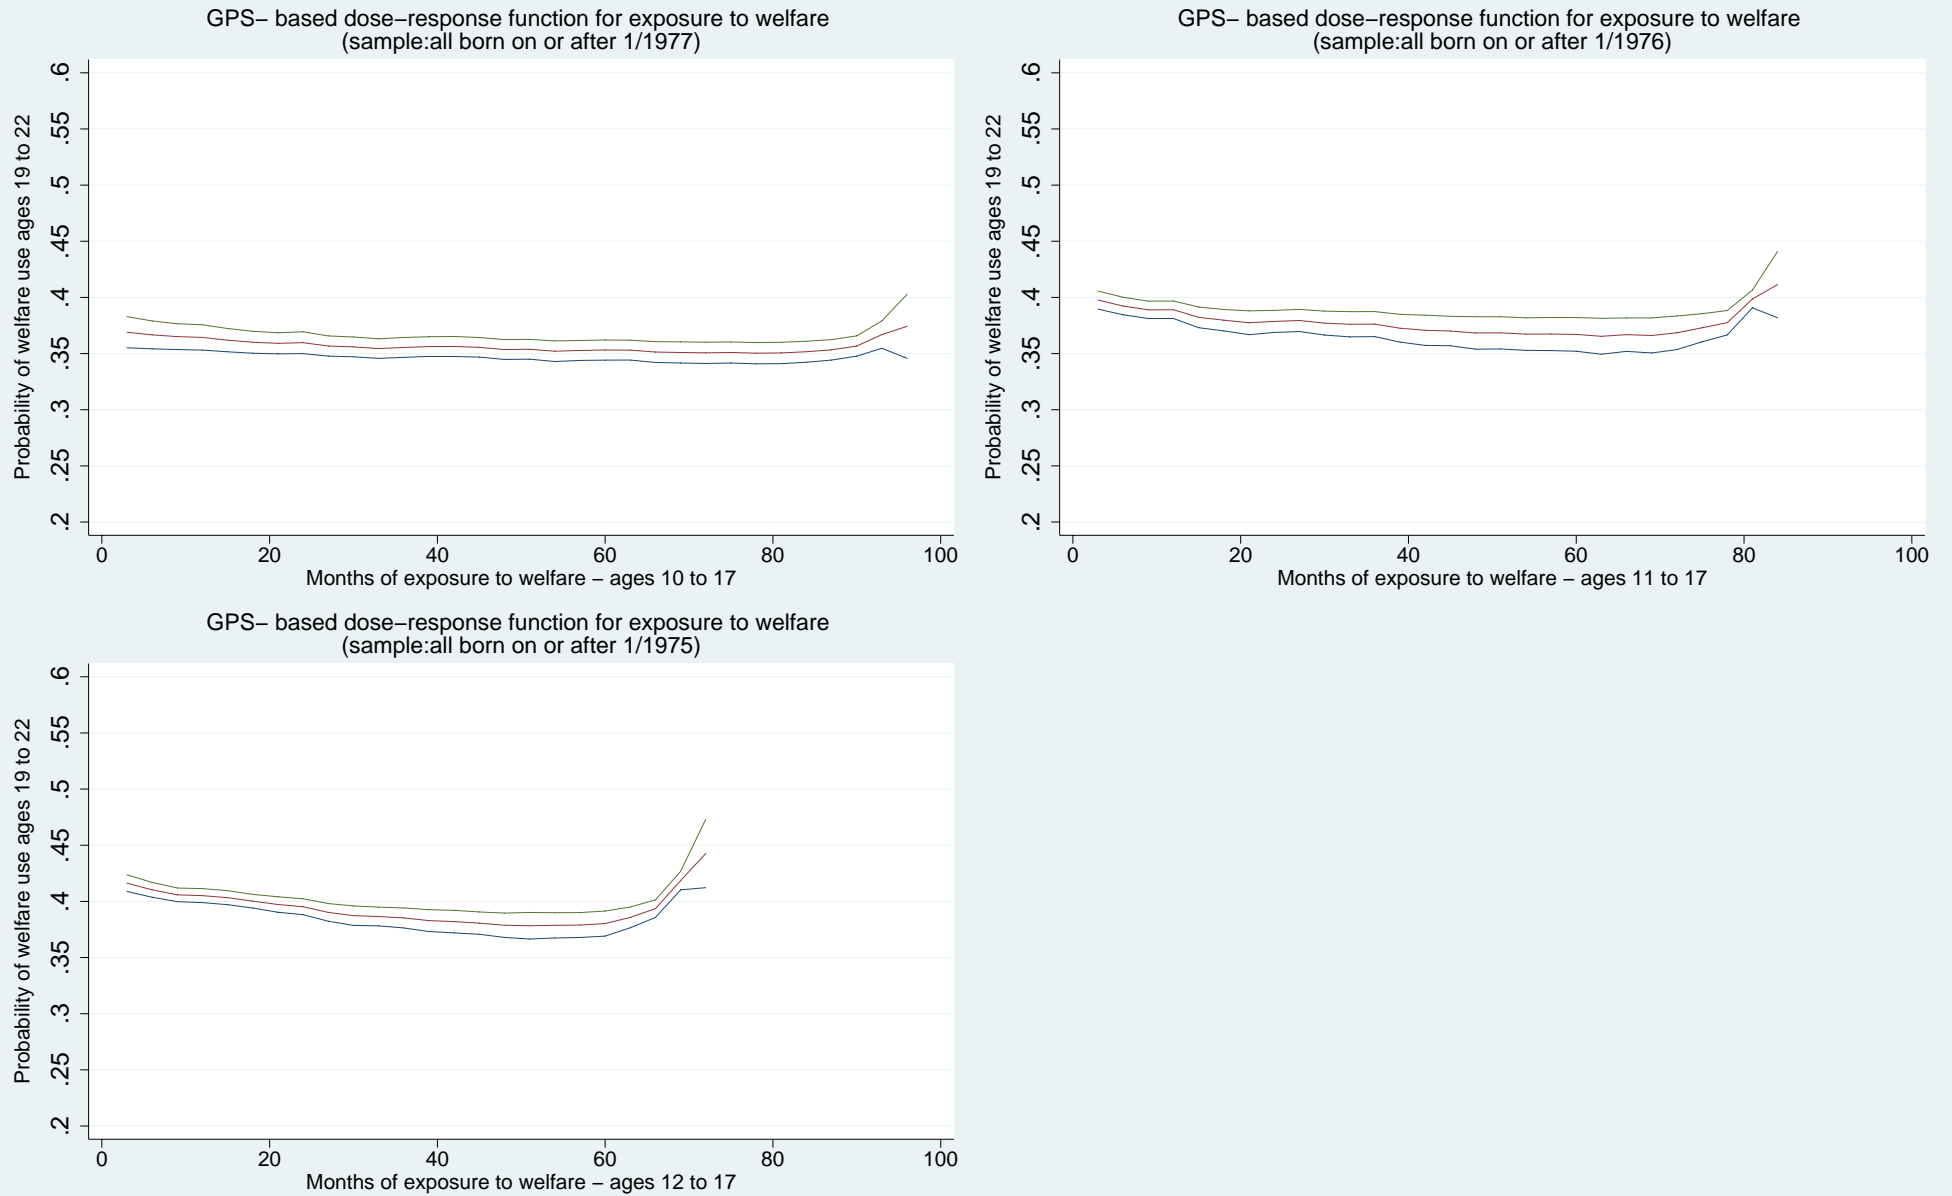 GPS– based dose–response function for exposure to welfare
(sample:all born on or after 1/1977)
Probability of welfare use ages 19 to 22
.6
.55
.5
.45
.4
.35
.3
.25
.2
0 20 40 60 80 100
Months of exposure to welfare – ages 10 to 17
GPS– based dose–response function for exposure to welfare
(sample:all born on or after 1/1976)
Probability of welfare use ages 19 to 22
.6
.55
.5
.45
.4
.35
.3
.25
.2
0 20 40 60 80 100
Months of exposure to welfare – ages 11 to 17
GPS– based dose–response function for exposure to welfare
(sample:all born on or after 1/1975)
Probability of welfare use ages 19 to 22
.6
.55
.5
.45
.4
.35
.3
.25
.2
0 20 40 60 80 100
Months of exposure to welfare – ages 12 to 17